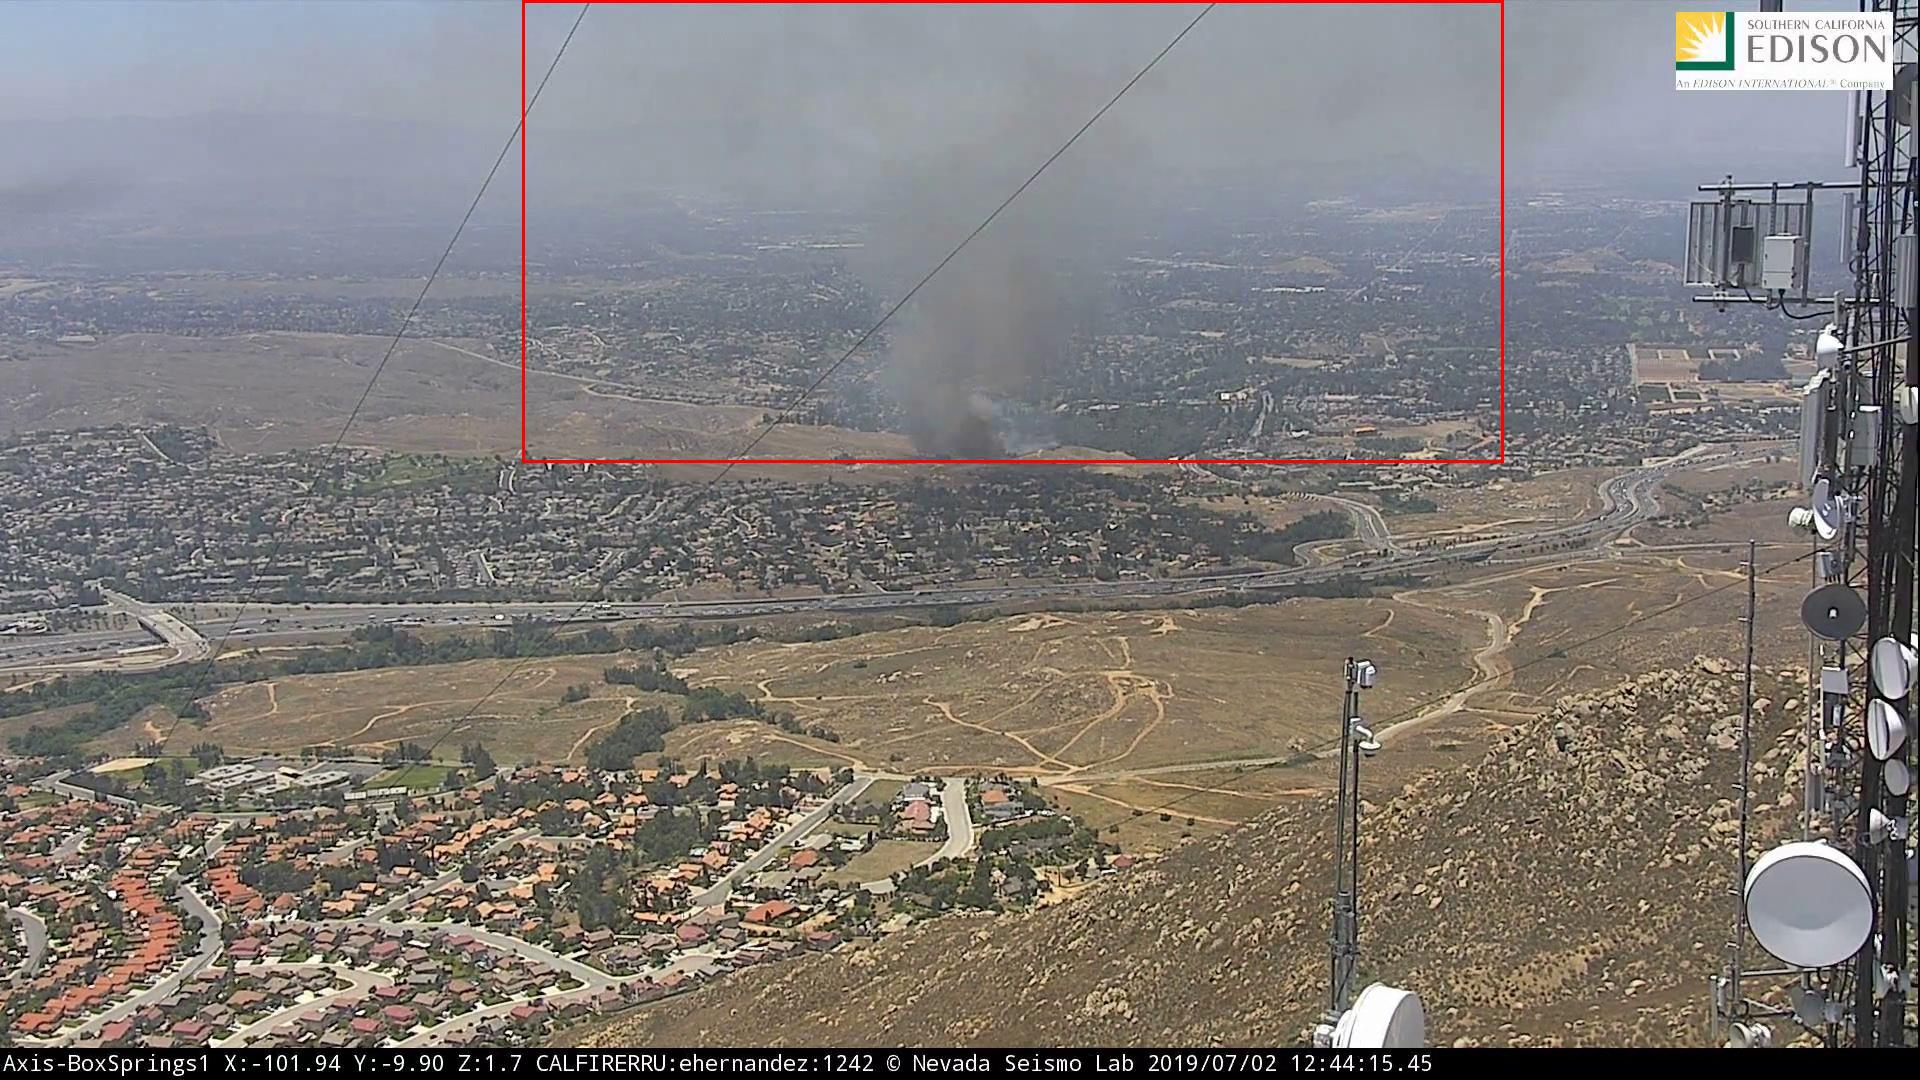 SOUTHERN CALIFORNIA
EDISON
An EDISON INTERNATIONAL® Company
Axis-BoxSprings1 X:-101.94 Y:-9.90 Z:1.7 CALFIRERRU:ehernandez:1242 © Nevada Seismo Lab 2019/07/02 12:44:15.45